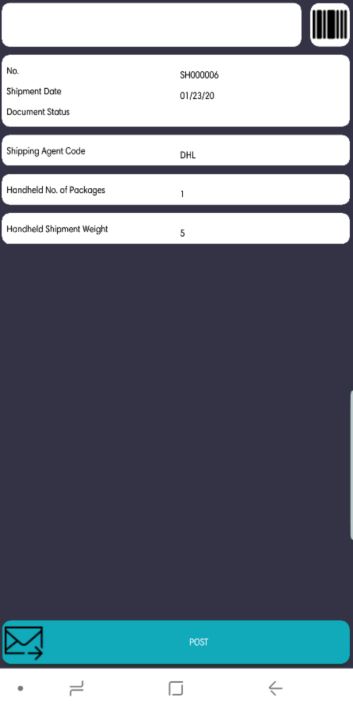 No. SH000006
Shipment Date 01/23/20
Document Status
Shipping Agent Code DHL
Handheld No. of Packages 1
Handheld Shipment Weight 5
POST